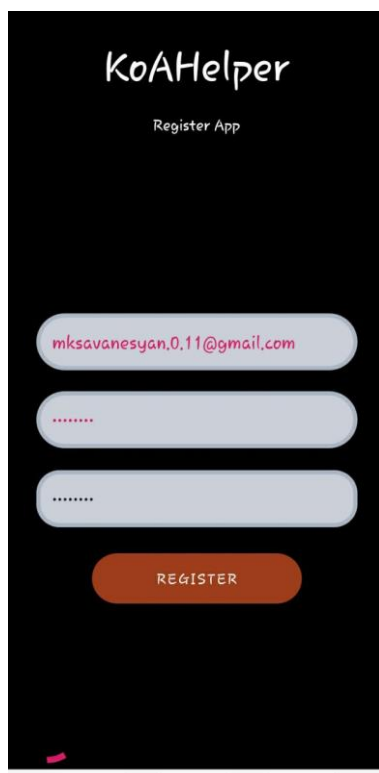 KoAHelper
Register App
mksavanesyan.0.11@gmail.com
........
........
REGISTER